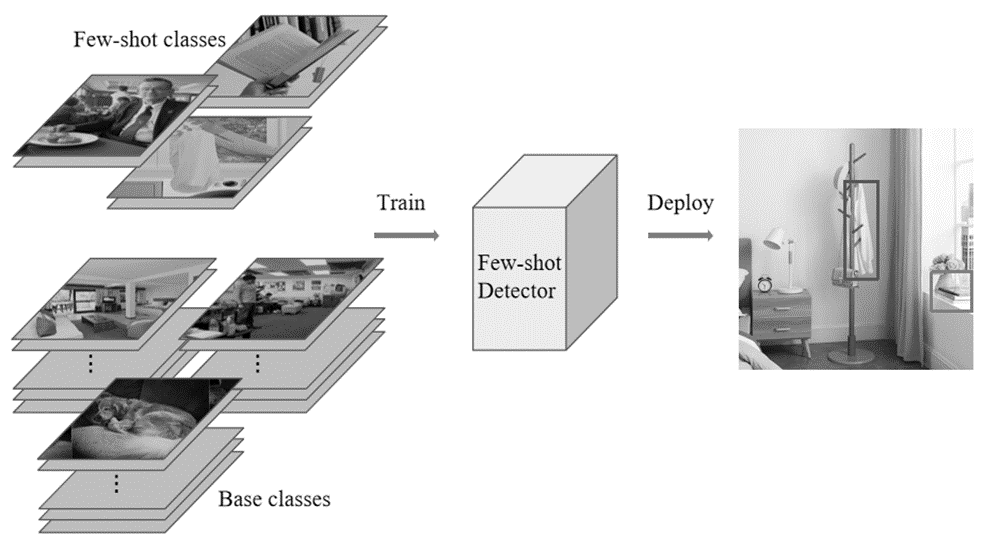 Few-shot classes
Train
Deploy
Few-shot
Detector
Base classes